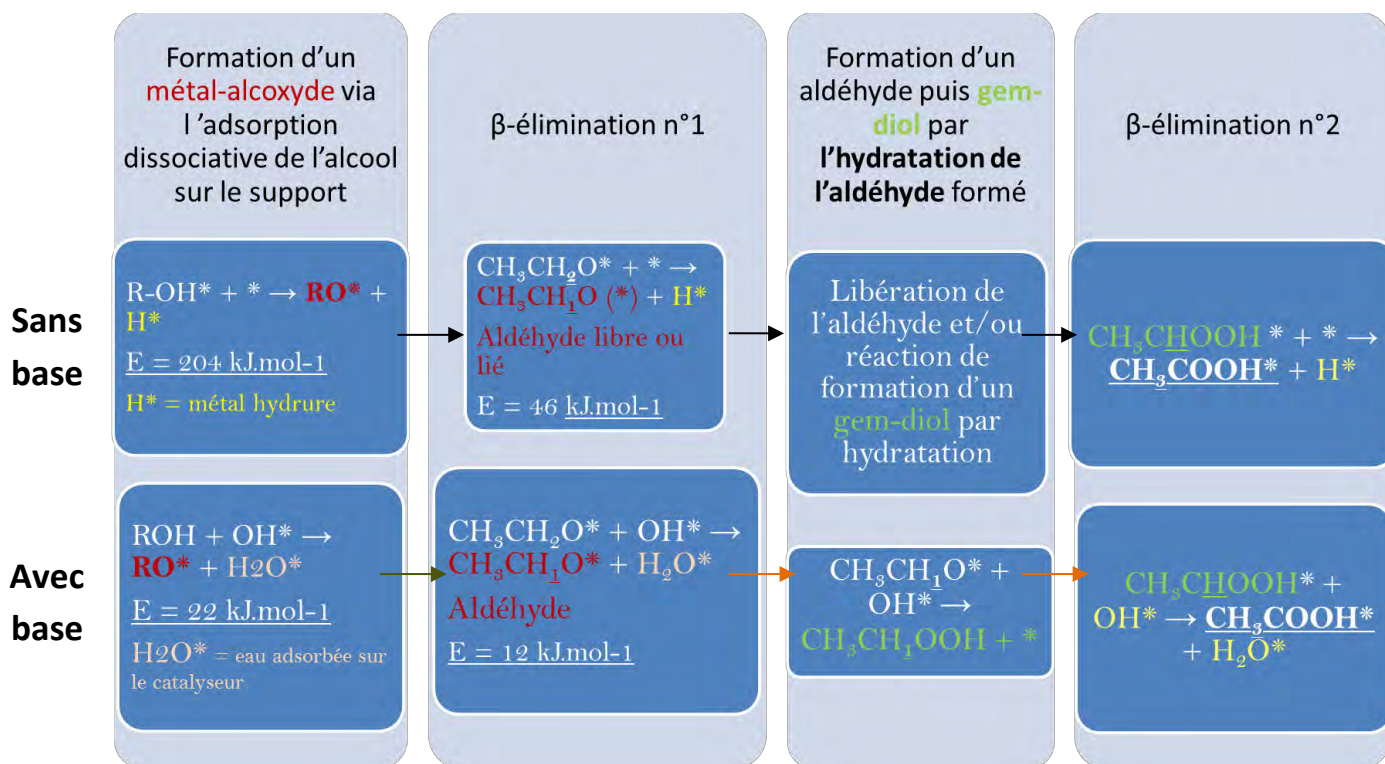 Formation d'un
métal-alcoxyde via
l 'adsorption
dissociative de l'alcool
sur le support
β-élimination n°1
Formation d'un
aldéhyde puis gem-
diol par
l'hydratation de
l'aldéhyde formé
β-élimination n°2
Sans
base
R-OH* + * → RO* +
H*
E = 204 kJ.mol-1
H* = métal hydrure
CH₃CH₂O* + * →
CH₃CH₁O (*) + H*
Aldéhyde libre ou
lié
E = 46 kJ.mol-1
Libération de
l'aldéhyde et/ou
réaction de
formation d'un
gem-diol par
hydratation
CH₃CHOOH * + * →
CH₃COOH* + H*
Avec
base
ROH + OH* →
RO* + H2O*
E = 22 kJ.mol-1
H2O* = eau adsorbée sur
le catalyseur
CH₃CH₂O* + OH* →
CH₃CH₁O* + H₂O*
Aldéhyde
E = 12 kJ.mol-1
CH₃CH₁O* +
OH* →
CH₃CH₁OOH + *
CH₃CHOOH* +
OH* → CH₃COOH*
+ H₂O*